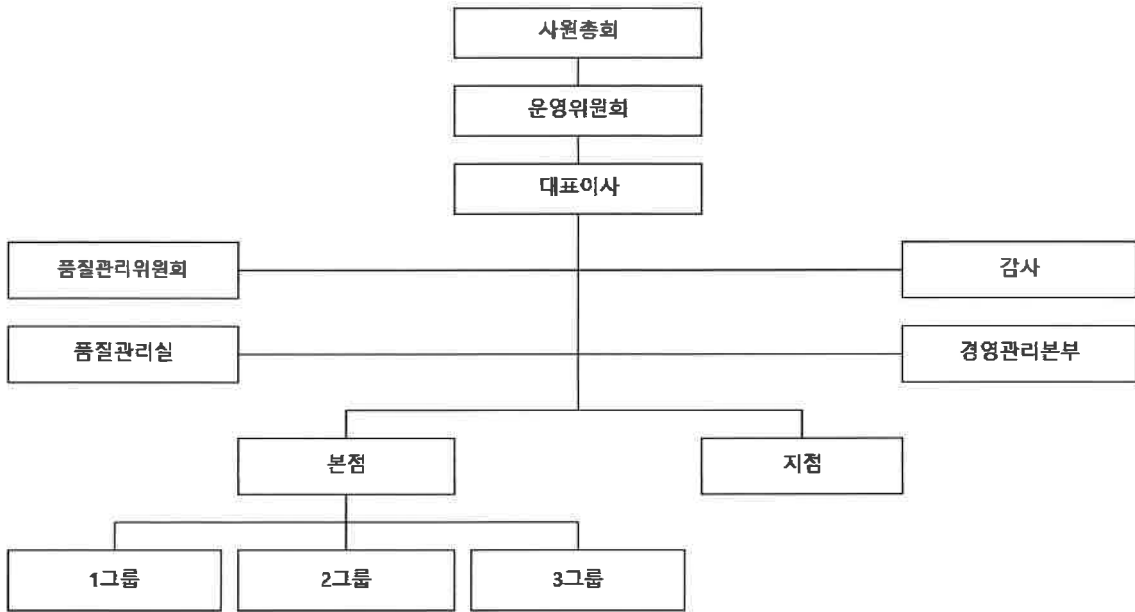 사원총회
운영위원회
대표이사
품질관리위원회
감사
품질관리실
경영관리본부
본점
지점
1그룹
2그룹
3그룹